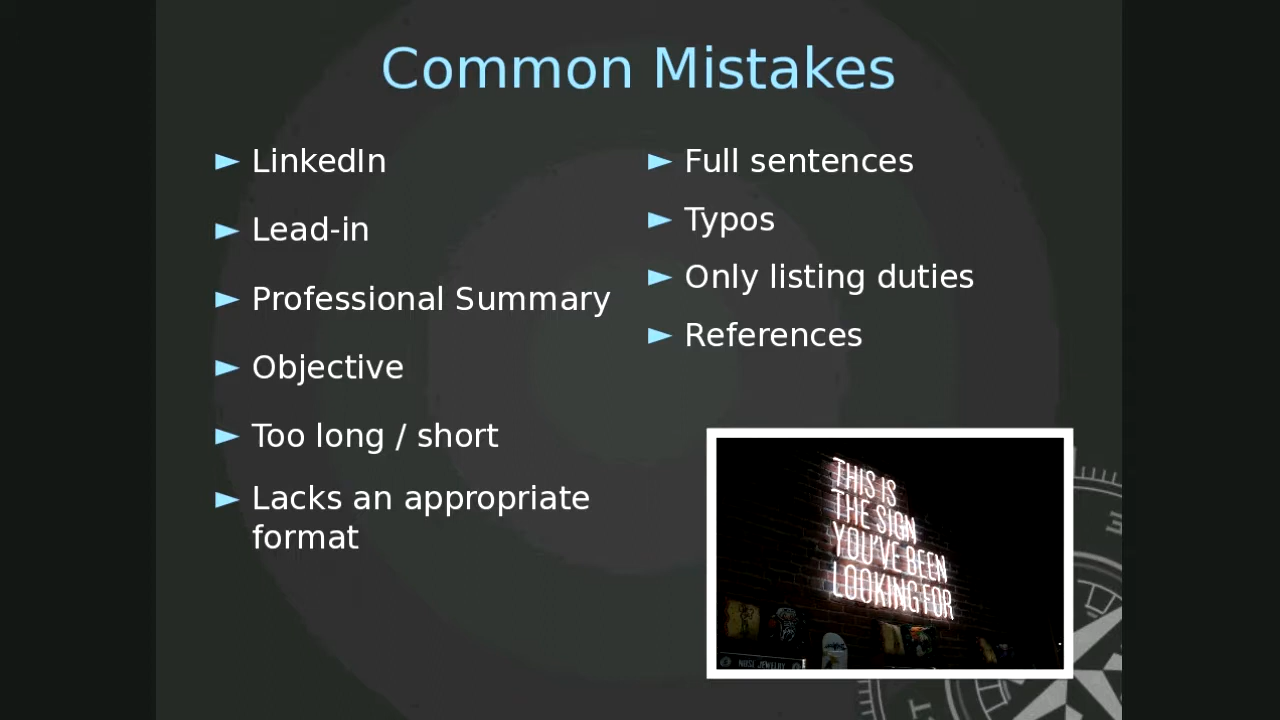 Common Mistakes
LinkedIn
Lead-in
Professional Summary
Objective
Too long / short
Lacks an appropriate
format
Full sentences
Typos
Only listing duties
References
THIS IS
THE SIGN
YOU'VE BEEN
LOOKING FOR